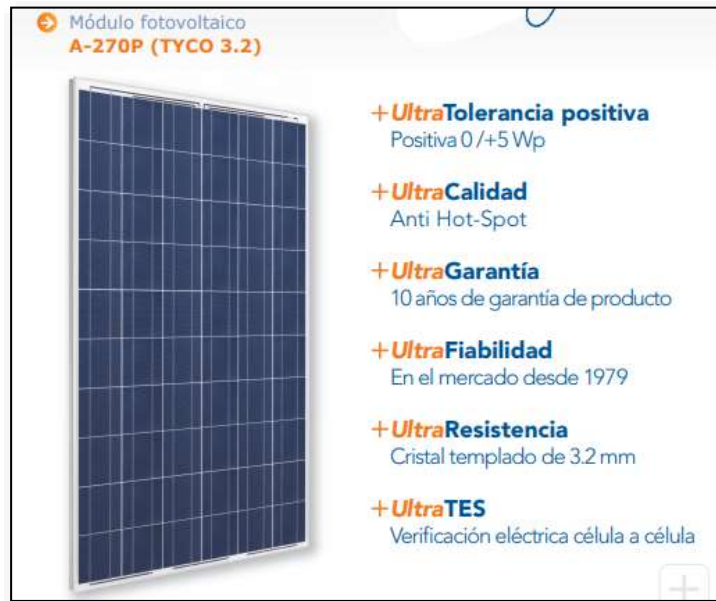 Módulo fotovoltaico
A-270P (TYCO 3.2)
+UltraTolerancia positiva
Positiva 0 /+5 Wp
+UltraCalidad
Anti Hot-Spot
+UltraGarantía
10 años de garantía de producto
+UltraFiabilidad
En el mercado desde 1979
+UltraResistencia
Cristal templado de 3.2 mm
+UltraTES
Verificación eléctrica célula a célula